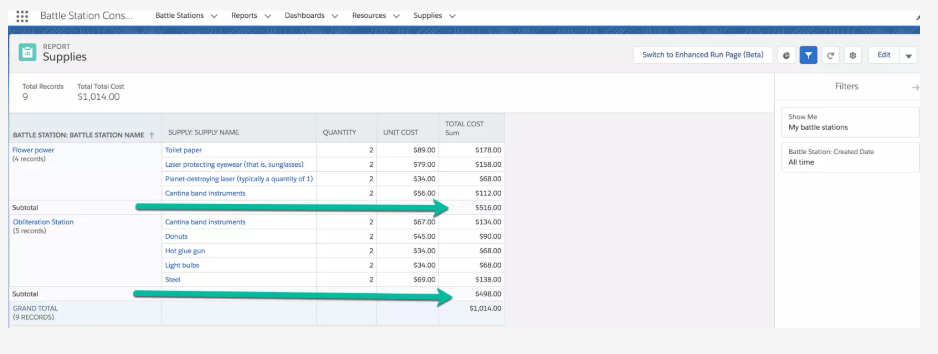 Battle Station Cons... Battle Stations Reports Dashboards Resources Supplies
REPORT
Supplies
Switch to Enhanced Run Page (Beta) Edit
Total Records Total Total Cost
9 $1,014.00
Filters
Show Me
My battle stations
Battle Station: Created Date
All time
BATTLE STATION: BATTLE STATION NAME SUPPLY: SUPPLY NAME QUANTITY UNIT COST TOTAL COST
Sum
Flower power Toilet paper 2 $89.00 $178.00
(4 records) Laser protecting eyewear (that is, sunglasses) 2 $79.00 $158.00
Planet-destroying laser (typically a quantity of 1) 2 $34.00 $68.00
Cantina band instruments 2 $56.00 $112.00
Subtotal $516.00
Obliteration Station Cantina band instruments 2 $67.00 $134.00
(5 records) Donuts 2 $45.00 $90.00
Hot glue gun 2 $34.00 $68.00
Light bulbs 2 $34.00 $68.00
Steel 2 $69.00 $138.00
Subtotal $498.00
GRAND TOTAL $1,014.00
(9 RECORDS)